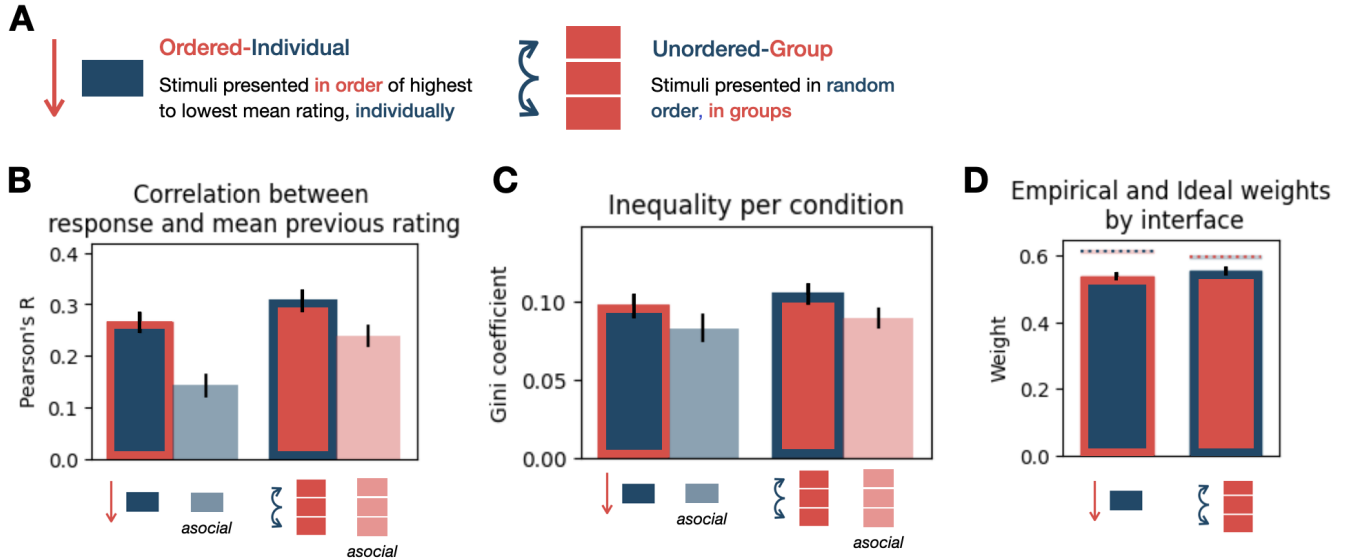 A
Ordered-Individual
Stimuli presented in order of highest
to lowest mean rating, individually
Unordered-Group
Stimuli presented in random
order, in groups
B
Correlation between
response and mean previous rating
Pearson's R
0.4
0.3
0.2
0.1
0.0
asocial
asocial
C
Inequality per condition
Gini coefficient
0.10
0.05
0.00
asocial
asocial
D
Empirical and Ideal weights
by interface
Weight
0.6
0.4
0.2
0.0